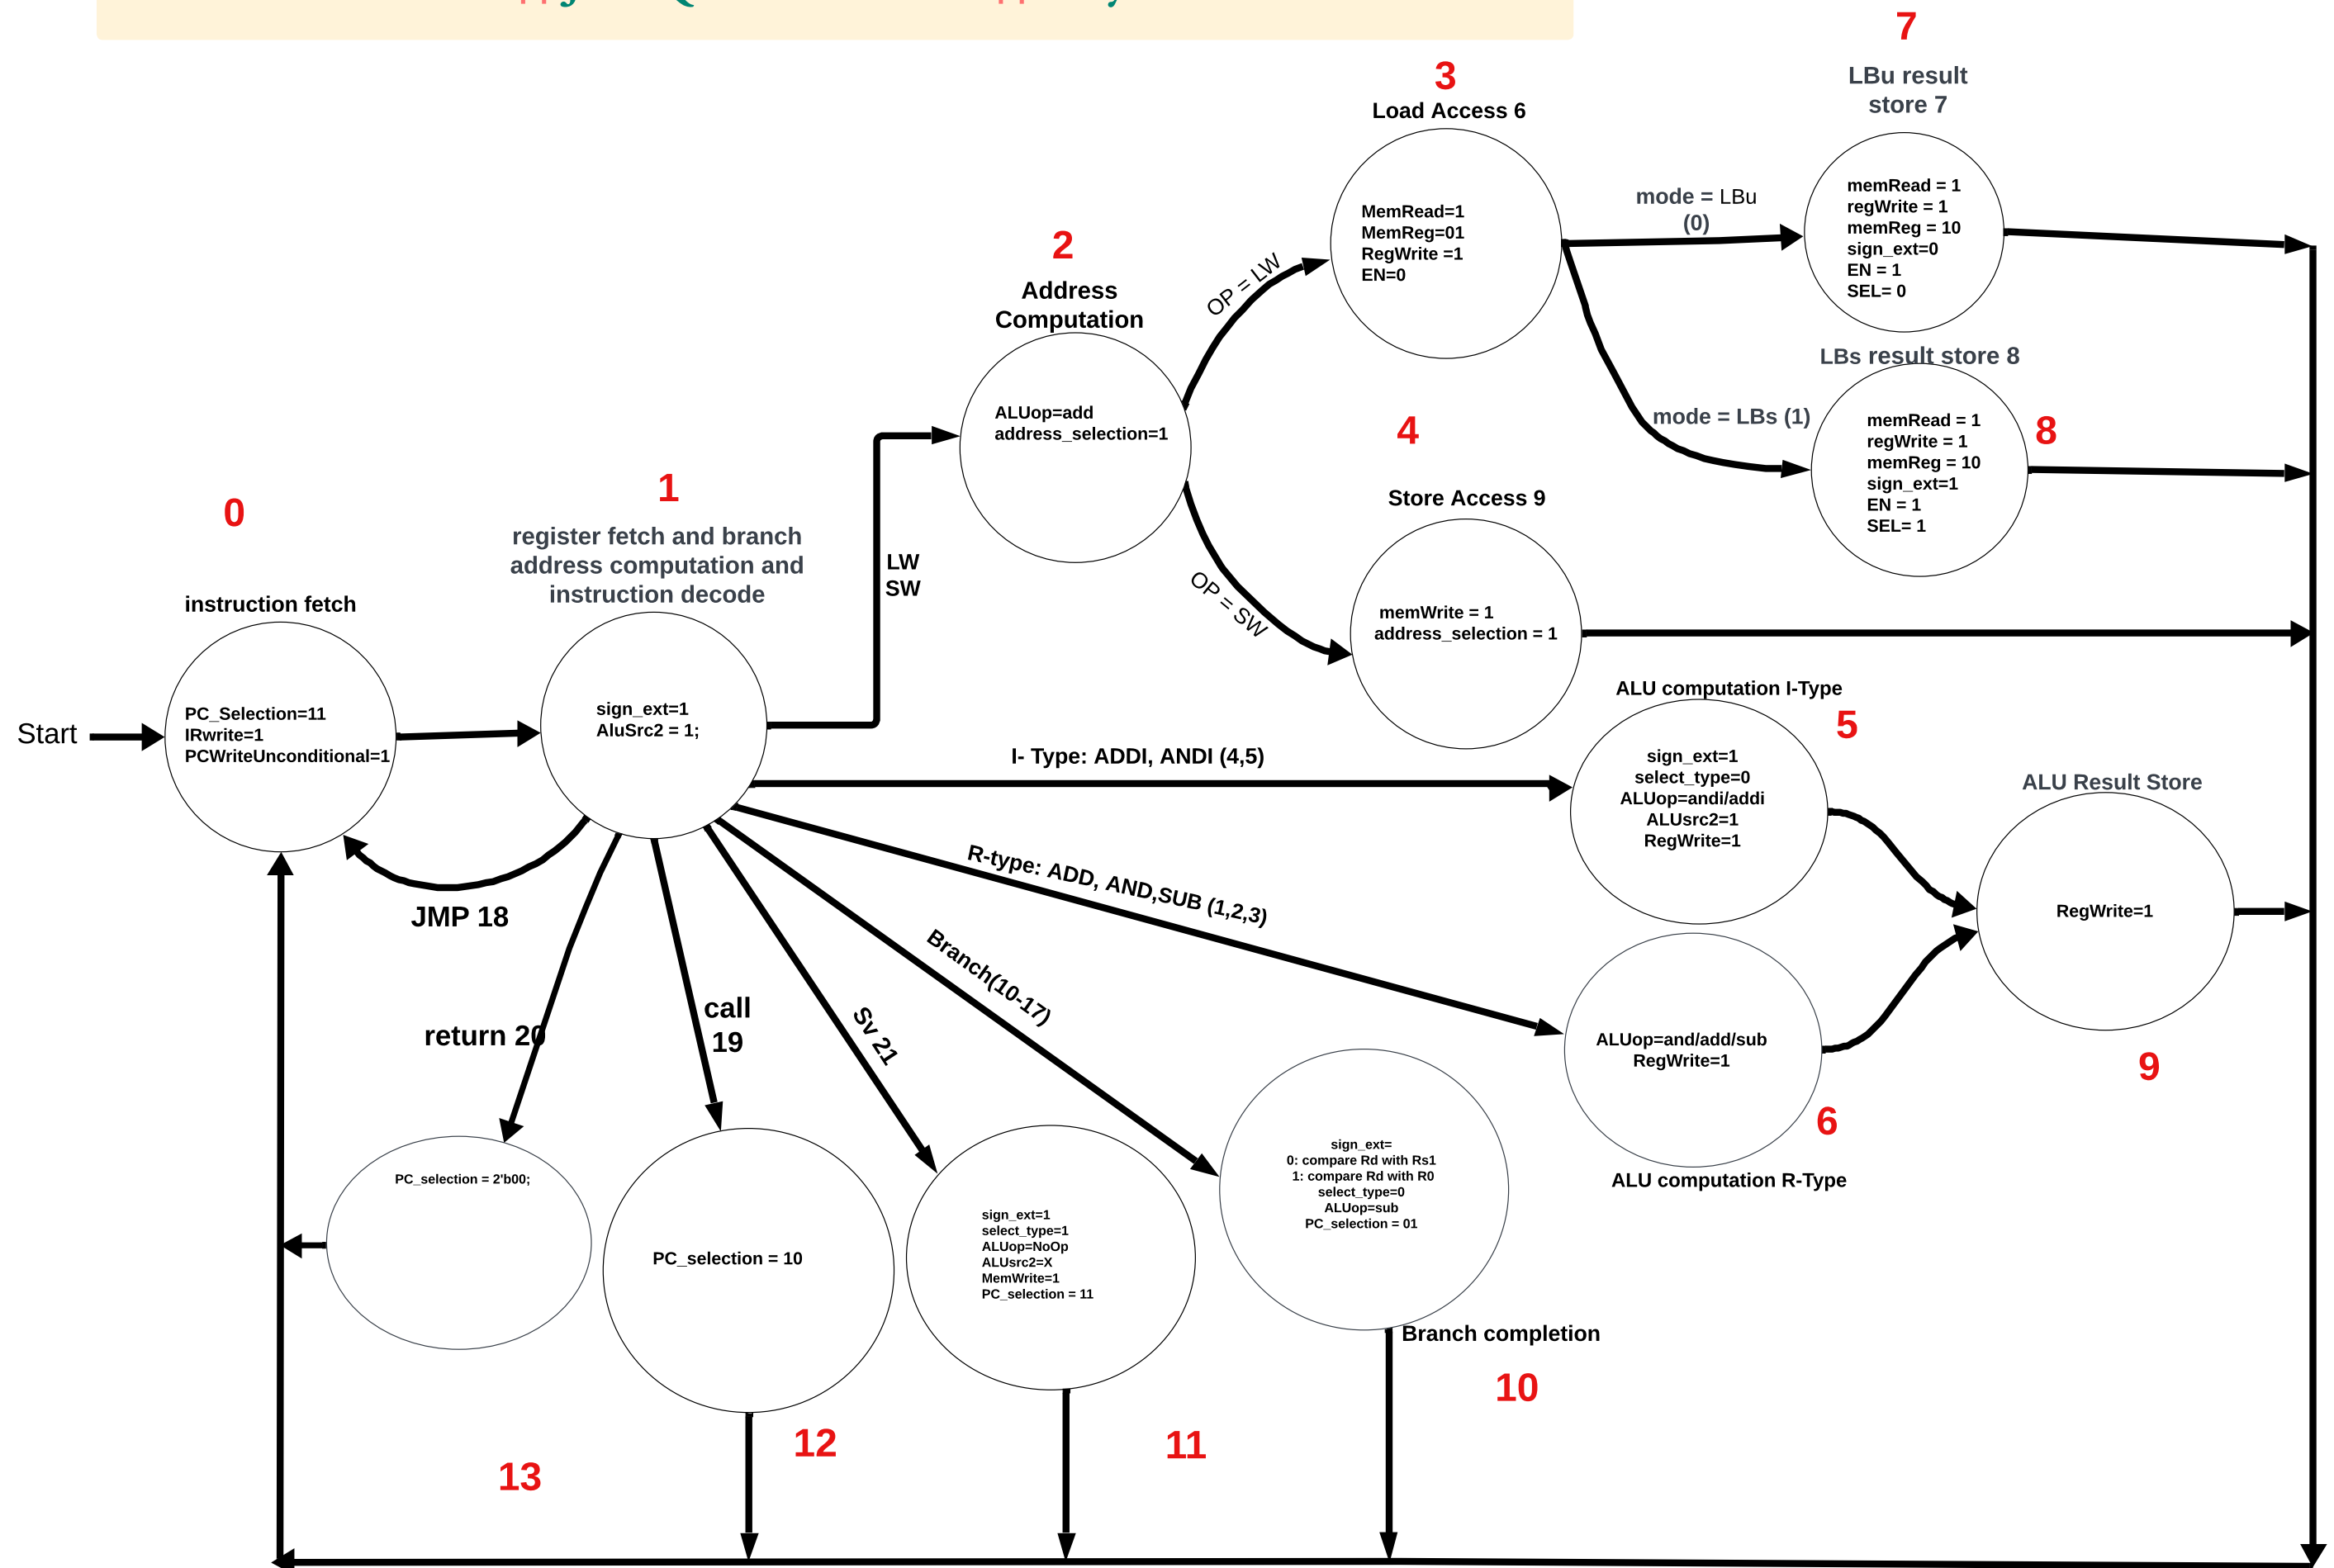 7
LBu result
store 7
3
Load Access 6
memRead = 1
regWrite = 1
memReg = 10
sign_ext=0
EN = 1
SEL= 0
mode = LBu
(0)
MemRead=1
MemReg=01
RegWrite =1
EN=0
2
Address
Computation
OP = LW
LBs result store 8
mode = LBs (1)
8
memRead = 1
regWrite = 1
memReg = 10
sign_ext=1
EN = 1
SEL= 1
ALUop=add
address_selection=1
4
Store Access 9
0
1
register fetch and branch
address computation and
instruction decode
LW
SW
OP = SW
memWrite = 1
address_selection = 1
instruction fetch
PC_Selection=11
IRwrite=1
PCWriteUnconditional=1
Start
sign_ext=1
AluSrc2 = 1;
ALU computation I-Type
5
I- Type: ADDI, ANDI (4,5)
sign_ext=1
select_type=0
ALUop=andi/addi
ALUsrc2=1
RegWrite=1
ALU Result Store
RegWrite=1
R-type: ADD, AND,SUB (1,2,3)
JMP 18
Branch(10-17)
call
19
Sv 21
return 20
ALUop=and/add/sub
RegWrite=1
9
6
ALU computation R-Type
PC_selection = 2'b00;
PC_selection = 10
sign_ext=1
select_type=1
ALUop=NoOp
ALUsrc2=X
MemWrite=1
PC_selection = 11
sign_ext=
0: compare Rd with Rs1
1: compare Rd with R0
select_type=0
ALUop=sub
PC_selection = 01
Branch completion
10
12
11
13